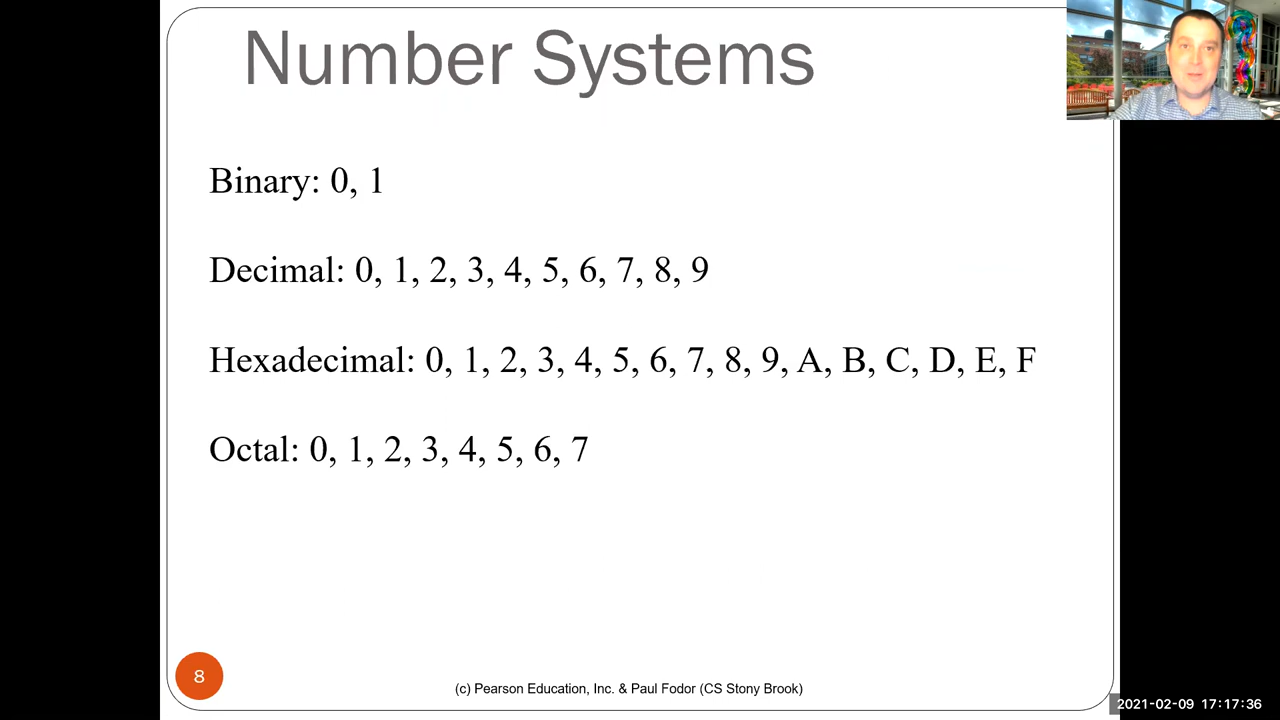 Number Systems
Binary: 0, 1
Decimal: 0, 1, 2, 3, 4, 5, 6, 7, 8, 9
Hexadecimal: 0, 1, 2, 3, 4, 5, 6, 7, 8, 9, A, B, C, D, E, F
Octal: 0, 1, 2, 3, 4, 5, 6, 7
8
(c) Pearson Education, Inc. & Paul Fodor (CS Stony Brook)
2021-02-09 17:17:36